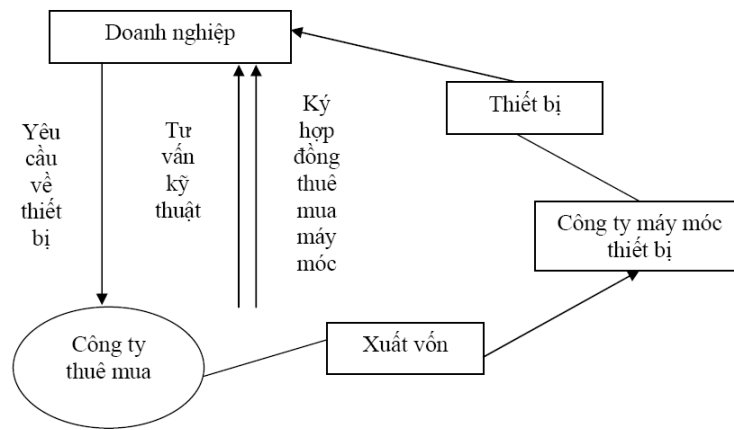 Doanh nghiệp
Thiết bị
Yêu
cầu
về
thiết
bị
Tư
vấn
kỹ
thuật
Ký
hợp
đồng
thuê
mua
máy
móc
Công ty máy móc
thiết bị
Công ty
thuê mua
Xuất vốn